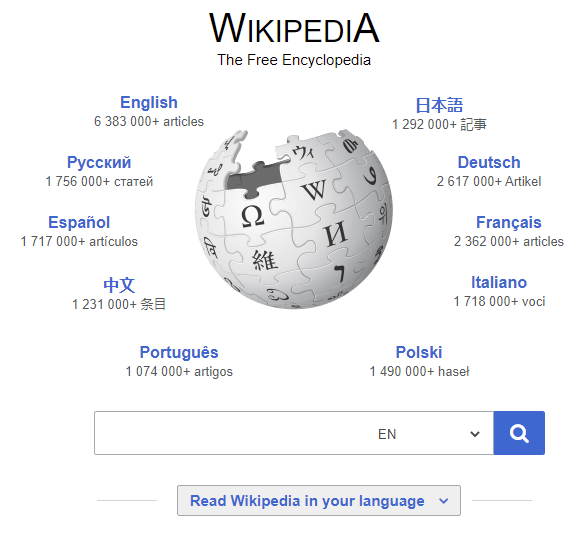 WIKIPEDIA
The Free Encyclopedia
English
6 383 000+ articles
日本語
1 292 000+ 記事
Русский
1 756 000+ статей
Deutsch
2 617 000+ Artikel
Español
1 717 000+ artículos
Français
2 362 000+ articles
中文
1 231 000+ 条目
Italiano
1 718 000+ voci
Português
1 074 000+ artigos
Polski
1 490 000+ haseł
Ω
W
И
維
ウィ
EN
Read Wikipedia in your language